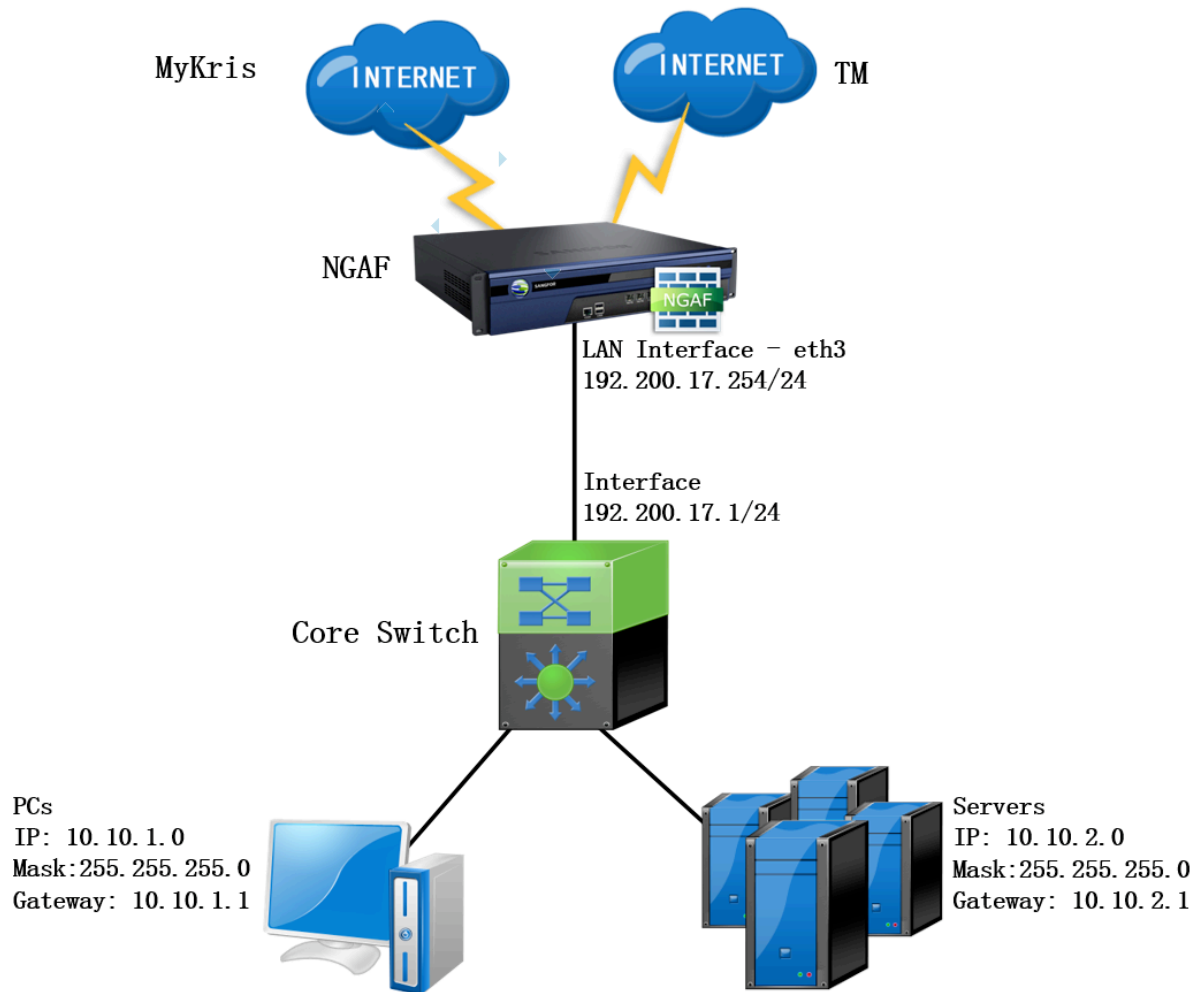 MyKris
INTERNET
INTERNET
TM
NGAF
SANGFOR
SANGFOR
NGAF
LAN Interface - eth3
192.200.17.254/24
Interface
192.200.17.1/24
Core Switch
PCs
IP: 10.10.1.0
Mask:255.255.255.0
Gateway: 10.10.1.1
Servers
IP: 10.10.2.0
Mask:255.255.255.0
Gateway: 10.10.2.1